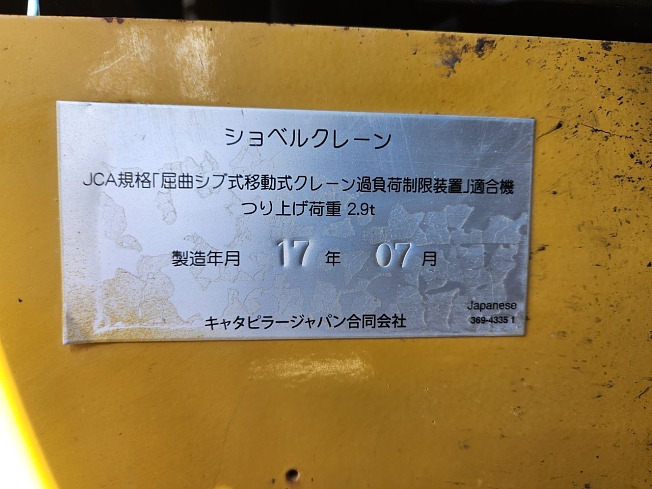 ショベルクレーン
JCA規格「屈曲ジブ式移動式クレーン過負荷制限装置」適合機
つり上げ荷重 2.9t
製造年月 17 年 07 月
キャタピラージャパン合同会社
Japanese
369-4335 1